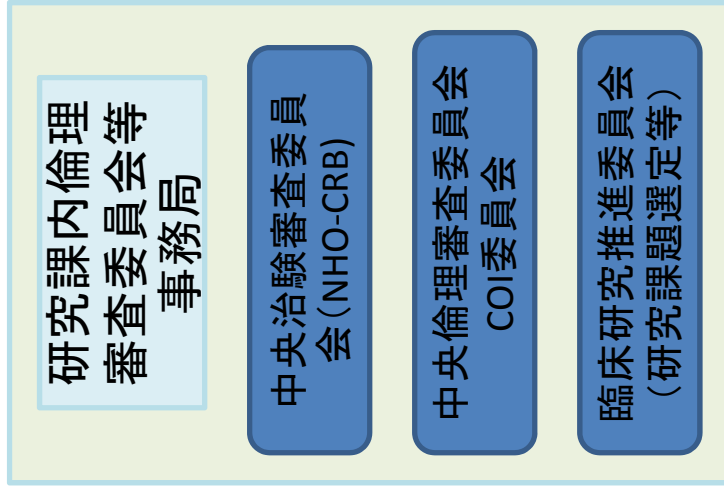 研究課内倫理
審査委員会等
事務局
中央治験審査委員
会（NHO-CRB)
中央倫理審査委員会
COI委員会
臨床研究推進委員会
（研究課題選定等）